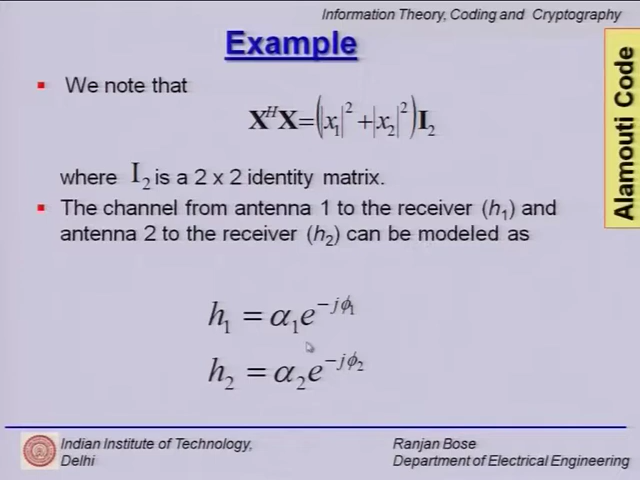 Information Theory, Coding and Cryptography
Example
Alamouti Code
▪ We note that
X^H X=(|x_1|^2+|x_2|^2)I_2
where I_2 is a 2 x 2 identity matrix.
▪ The channel from antenna 1 to the receiver (h_1) and
antenna 2 to the receiver (h_2) can be modeled as
h_1 = α_1 e^{-jϕ_1}
h_2 = α_2 e^{-jϕ_2}
Indian Institute of Technology,
Delhi
Ranjan Bose
Department of Electrical Engineering